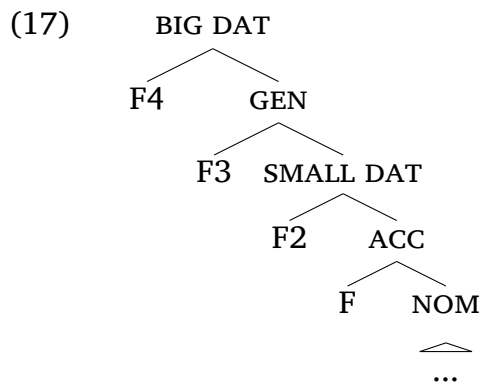 (17) BIG DAT
F4 GEN
F3 SMALL DAT
F2 ACC
F NOM
...